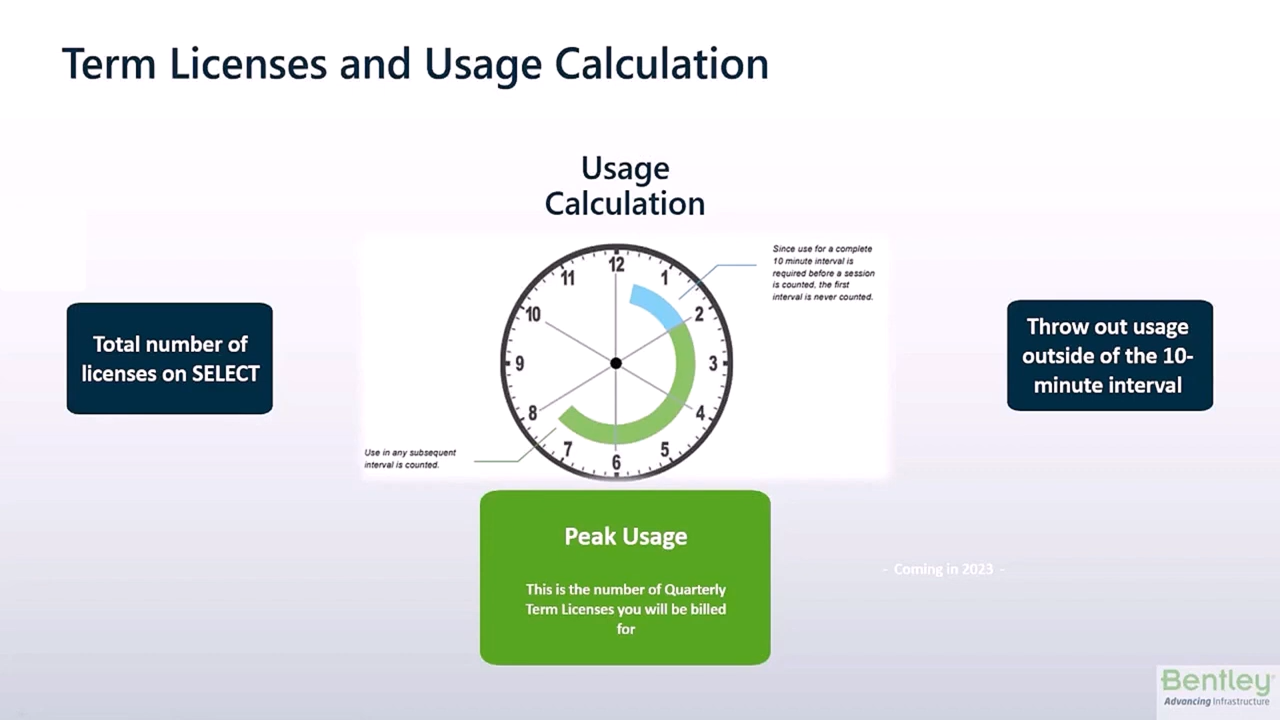 Term Licenses and Usage Calculation
Usage
Calculation
Since use for a complete
10 minute interval is
required before a session
is counted, the first
interval is never counted.
12
11
1
10
2
9
3
8
4
7
5
6
Total number of
licenses on SELECT
Throw out usage
outside of the 10-
minute interval
Use in any subsequent
interval is counted.
Peak Usage
This is the number of Quarterly
Term Licenses you will be billed
for
- Coming in 2023 -
Bentley®
Advancing Infrastructure